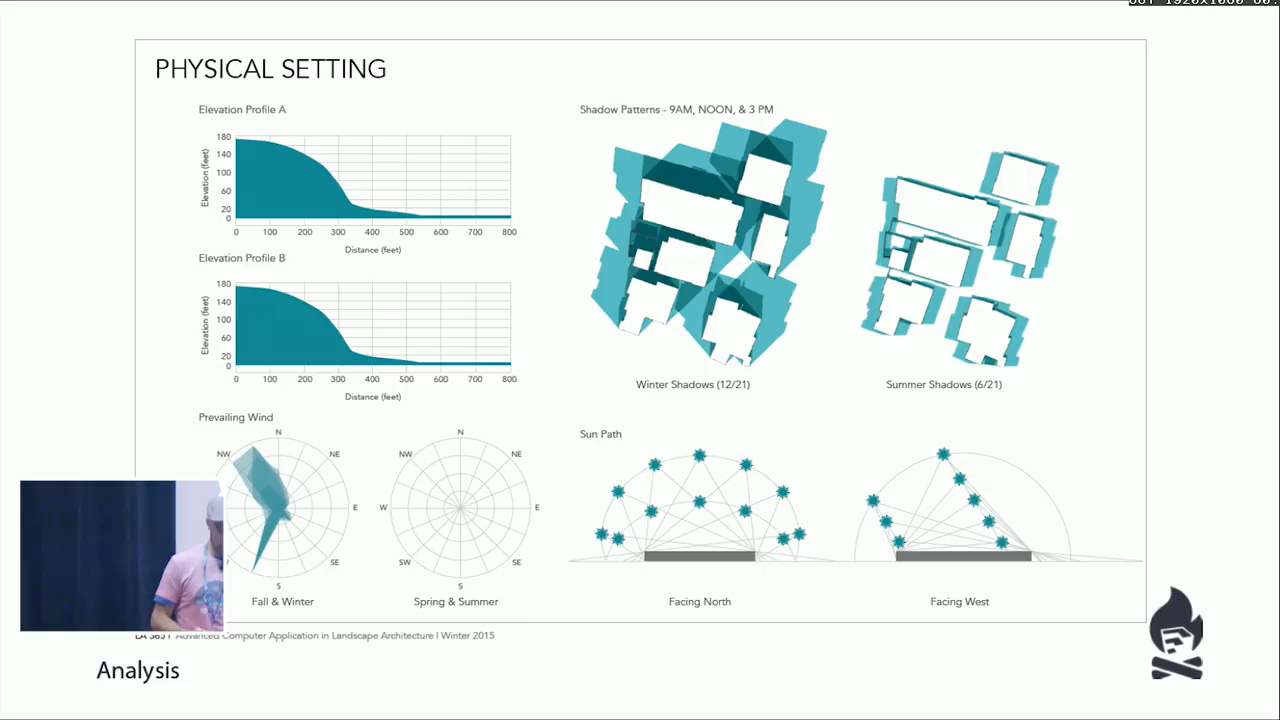 PHYSICAL SETTING
Elevation Profile A
Elevation (feet)
180
140
100
60
20
0
0 100 200 300 400 500 600 700 800
Distance (feet)
Elevation Profile B
Elevation (feet)
180
140
100
60
20
0
0 100 200 300 400 500 600 700 800
Distance (feet)
Prevailing Wind
N
NW NE
E
SE
S
Fall & Winter
N
NW NE
W E
SW SE
S
Spring & Summer
Shadow Patterns - 9AM, NOON, & 3 PM
Winter Shadows (12/21)
Summer Shadows (6/21)
Sun Path
Facing North
Facing West
Advanced Computer Application in Landscape Architecture | Winter 2015
Analysis